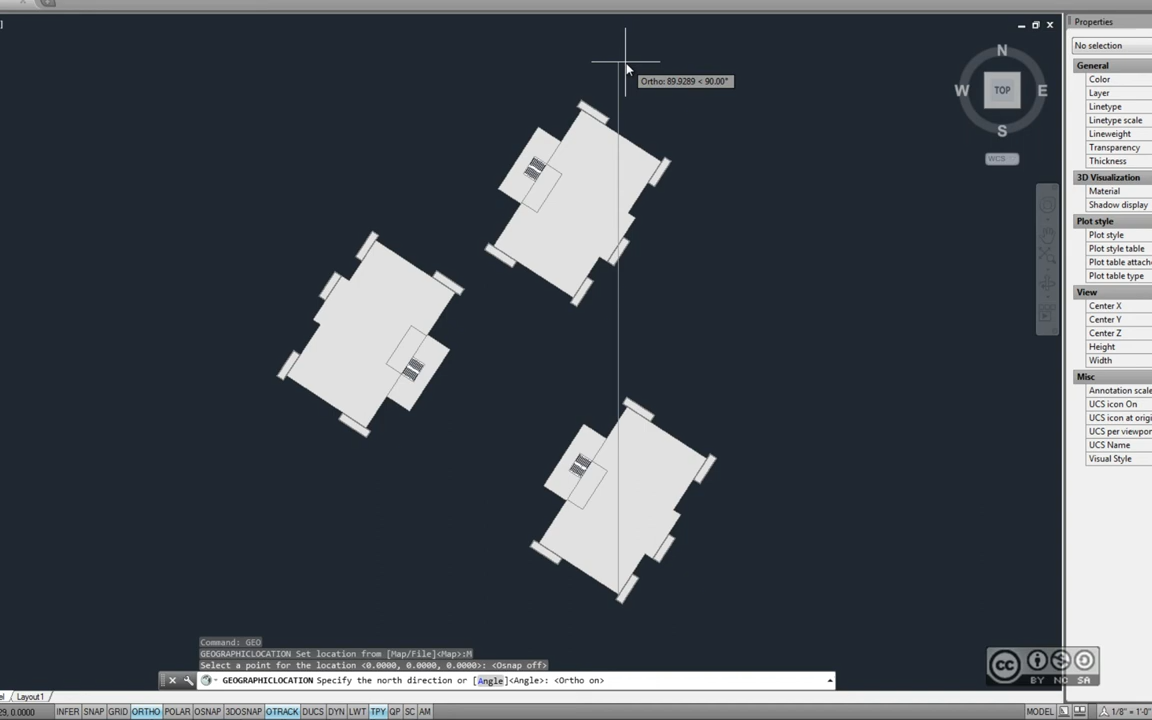 ]
Properties
No selection
N
W
TOP
E
S
WCS
General
Color
Layer
Linetype
Linetype scale
Lineweight
Transparency
Thickness
3D Visualization
Material
Shadow display
Plot style
Plot style
Plot style table
Plot table attache
Plot table type
View
Center X
Center Y
Center Z
Height
Width
Misc
Annotation scale
UCS icon On
UCS icon at origi
UCS per viewpor
UCS Name
Visual Style
Ortho: 89.9289 < 90.00°
Command: GEO
GEOGRAPHICLOCATION Set location from [Map/File]<Map>:M
Select a point for the location <0.0000, 0.0000, 0.0000>: <Osnap off>
GEOGRAPHICLOCATION Specify the north direction or [Angle]<Angle>: <Ortho on>
cc
BY NC SA
el Layout1
29, 0.0000 INFER SNAP GRID ORTHO POLAR OSNAP 3DOSNAP OTRACK DUCS DYN LWT TPY QP SC AM MODEL 1/8" = 1'-0"